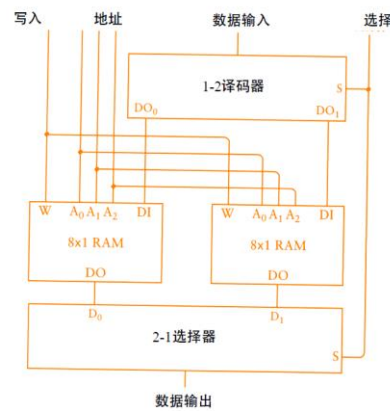 写入 地址 数据输入 选择
1-2译码器 S
DO₀ DO₁
W A₀ A₁ A₂ DI W A₀ A₁ A₂ DI
8x1 RAM 8x1 RAM
DO DO
D₀ D₁
2-1选择器
S
数据输出